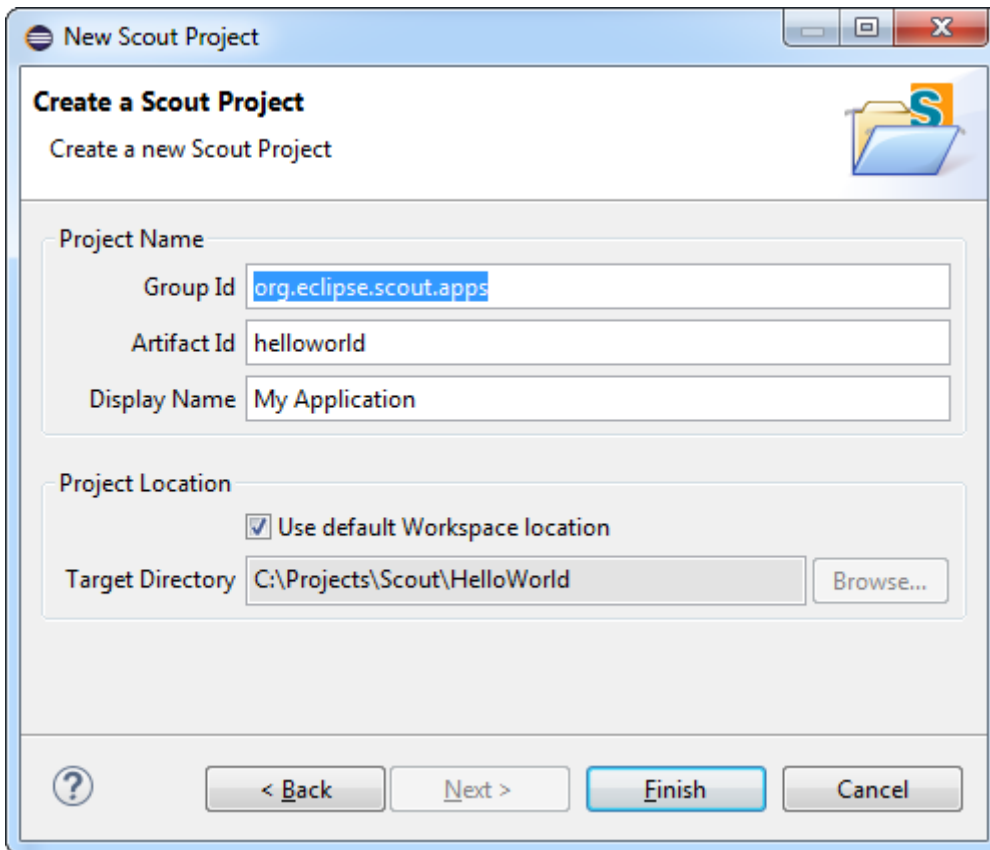 New Scout Project
Create a Scout Project
Create a new Scout Project
S
Project Name
Group Id org.eclipse.scout.apps
Artifact Id helloworld
Display Name My Application
Project Location
Use default Workspace location
Target Directory C:\Projects\Scout\HelloWorld Browse...
? < Back Next > Finish Cancel